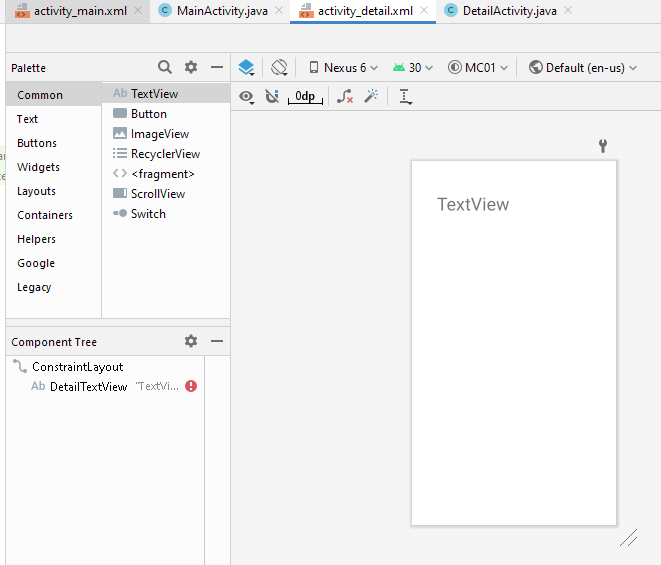 activity_main.xml MainActivity.java activity_detail.xml DetailActivity.java
Palette
Nexus 6 30 MC01 Default (en-us)
Common
Text
Buttons
Widgets
Layouts
Containers
Helpers
Google
Legacy
Ab TextView
Button
ImageView
RecyclerView
<fragment>
ScrollView
Switch
0dp
TextView
Component Tree
ConstraintLayout
Ab DetailTextView "TextVi...